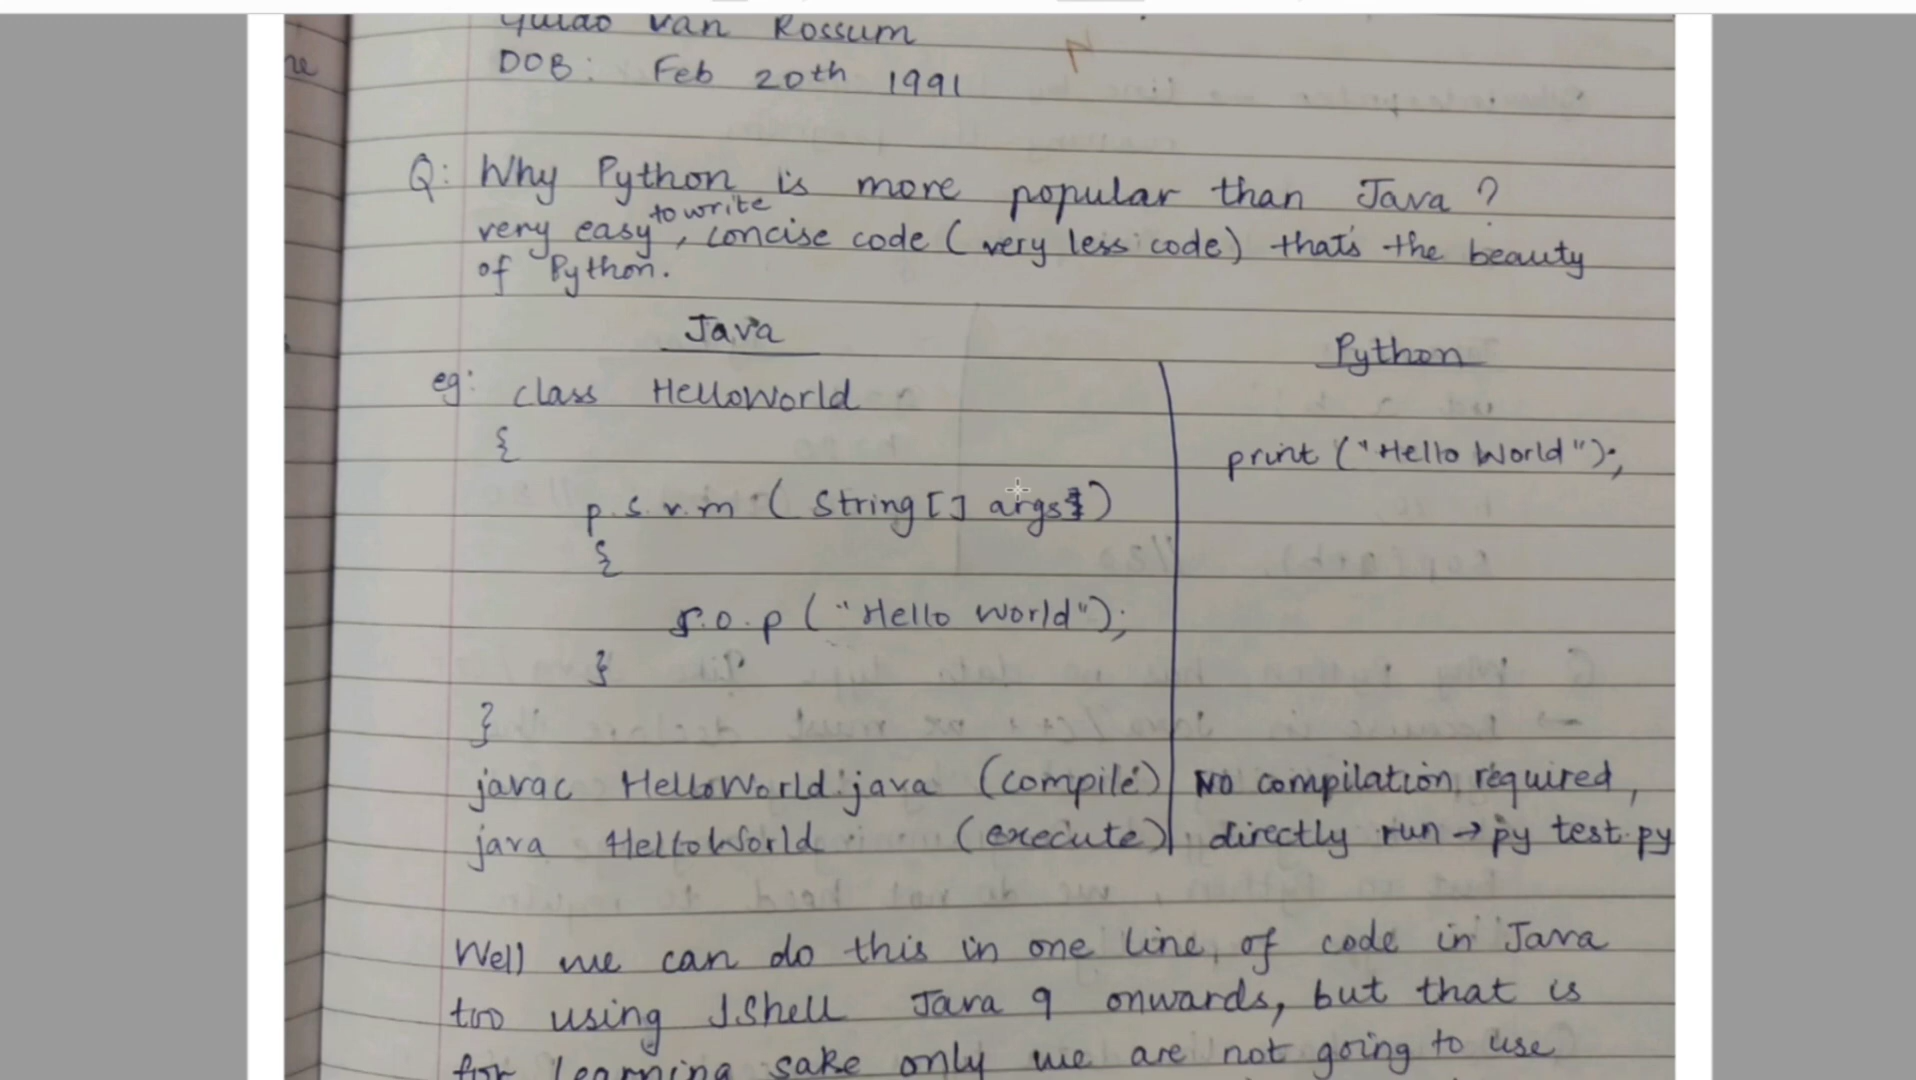 Guido Van Rossum
DOB: Feb 20th 1991
Q: Why Python is more popular than Java ?
to write
very easy, concise code ( very less code) that's the beauty
of Python.
Java
Python
eg: class HelloWorld
{
print ("Hello World");
p.s.v.m ( String [] args)
{
s.o.p ( "Hello World");
}
}
javac HelloWorld.java (compile)
No compilation required,
java HelloWorld (execute)
directly run → py test.py
Well we can do this in one line of code in Java
too using JShell Java 9 onwards, but that is
for learning sake only we are not going to use